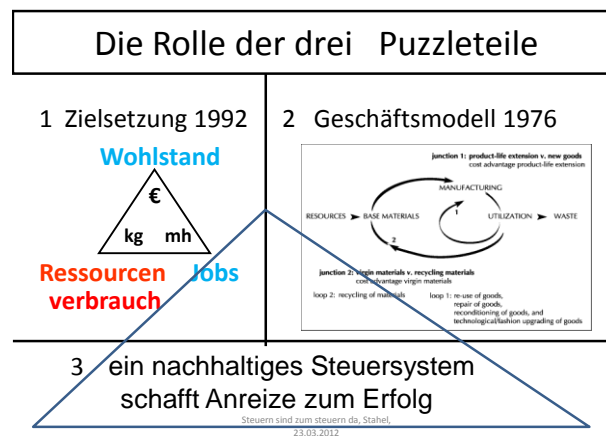 Die Rolle der drei Puzzleteile
1 Zielsetzung 1992
Wohlstand
€
kg mh
Ressourcen Jobs
verbrauch
2 Geschäftsmodell 1976
junction 1: product-life extension v. new goods
cost advantage product-life extension
MANUFACTURING
RESOURCES BASE MATERIALS UTILIZATION WASTE
1
2
junction 2: virgin materials v. recycling materials
cost advantage virgin materials
loop 2: recycling of materials loop 1: re-use of goods,
repair of goods,
reconditioning of goods, and
technological/fashion upgrading of goods
3 ein nachhaltiges Steuersystem
schafft Anreize zum Erfolg
Steuern sind zum steuern da, Stahel,
23.03.2012